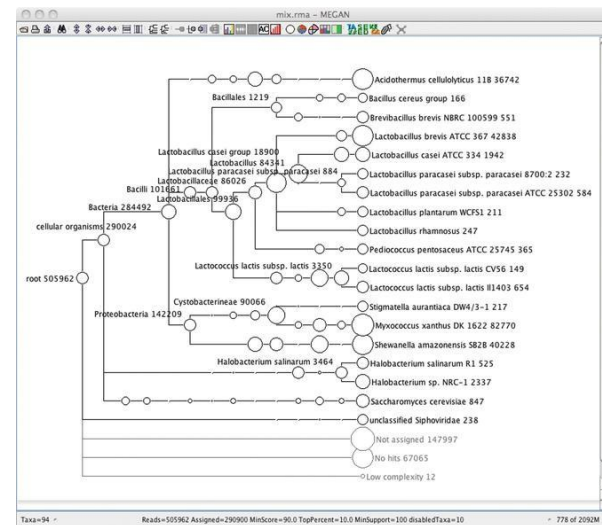 mix.rma – MEGAN
Acidothermus cellulolyticus 11B 36742
Bacillales 1219
Bacillus cereus group 166
Brevibacillus brevis NBRC 100599 551
Lactobacillus brevis ATCC 367 42838
Lactobacillus casei group 18900
Lactobacillus casei ATCC 334 1942
Lactobacillus 84341
Lactobacillus paracasei subsp. paracasei 884
Lactobacillus paracasei subsp. paracasei 8700:2 232
Lactobacillaceae 86026
Bacilli 101661
Lactobacillus paracasei subsp. paracasei ATCC 25302 584
Lactobacillales 99936
Bacteria 284492
Lactobacillus plantarum WCFS1 211
cellular organisms 290024
Lactobacillus rhamnosus 247
Pediococcus pentosaceus ATCC 25745 365
Lactococcus lactis subsp. lactis 3350
Lactococcus lactis subsp. lactis CV56 149
root 505962
Lactococcus lactis subsp. lactis Il1403 654
Cystobacterineae 90066
Stigmatella aurantiaca DW4/3-1 217
Proteobacteria 142209
Myxococcus xanthus DK 1622 82770
Shewanella amazonensis SB2B 40228
Halobacterium salinarum 3464
Halobacterium salinarum R1 525
Halobacterium sp. NRC-1 2337
Saccharomyces cerevisiae 847
unclassified Siphoviridae 238
Not assigned 147997
No hits 67065
Low complexity 12
Taxa=94
Reads=505962 Assigned=290900 MinScore=90.0 TopPercent=10.0 MinSupport=100 disabledTaxa=10
778 of 2092M